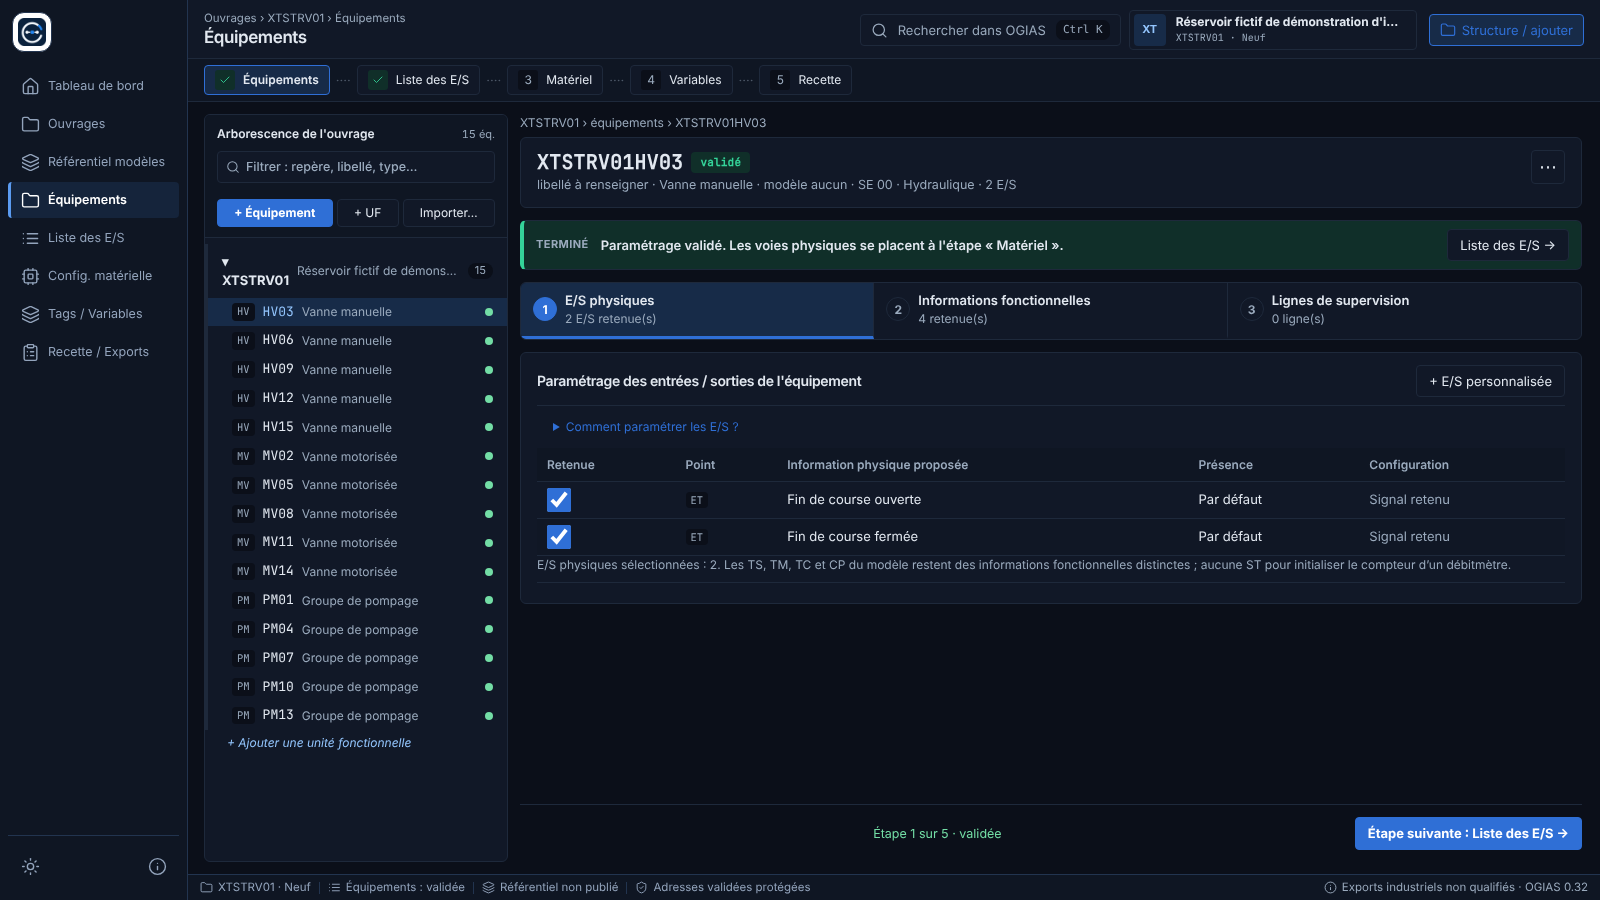 Ouvrages › XTSTRV01 › Équipements
Équipements
Rechercher dans OGIAS
Ctrl K
XT
Réservoir fictif de démonstration d'i...
XTSTRV01 · Neuf
Structure / ajouter
Tableau de bord
Ouvrages
Référentiel modèles
Équipements
Liste des E/S
Config. matérielle
Tags / Variables
Recette / Exports
Équipements
Liste des E/S
3 Matériel
4 Variables
5 Recette
Arborescence de l'ouvrage
15 éq.
Filtrer : repère, libellé, type...
+ Équipement
+ UF
Importer...
▾ XTSTRV01 Réservoir fictif de démons... 15
HV HV03 Vanne manuelle
HV HV06 Vanne manuelle
HV HV09 Vanne manuelle
HV HV12 Vanne manuelle
HV HV15 Vanne manuelle
MV MV02 Vanne motorisée
MV MV05 Vanne motorisée
MV MV08 Vanne motorisée
MV MV11 Vanne motorisée
MV MV14 Vanne motorisée
PM PM01 Groupe de pompage
PM PM04 Groupe de pompage
PM PM07 Groupe de pompage
PM PM10 Groupe de pompage
PM PM13 Groupe de pompage
+ Ajouter une unité fonctionnelle
XTSTRV01 › équipements › XTSTRV01HV03
XTSTRV01HV03 validé
libellé à renseigner · Vanne manuelle · modèle aucun · SE 00 · Hydraulique · 2 E/S
...
TERMINÉ Paramétrage validé. Les voies physiques se placent à l'étape « Matériel ».
Liste des E/S →
1 E/S physiques
2 E/S retenue(s)
2 Informations fonctionnelles
4 retenue(s)
3 Lignes de supervision
0 ligne(s)
Paramétrage des entrées / sorties de l'équipement
+ E/S personnalisée
▶ Comment paramétrer les E/S ?
Retenue Point Information physique proposée Présence Configuration
ET Fin de course ouverte Par défaut Signal retenu
ET Fin de course fermée Par défaut Signal retenu
E/S physiques sélectionnées : 2. Les TS, TM, TC et CP du modèle restent des informations fonctionnelles distinctes ; aucune ST pour initialiser le compteur d'un débitmètre.
Étape 1 sur 5 · validée
Étape suivante : Liste des E/S →
XTSTRV01 · Neuf
Équipements : validée
Référentiel non publié
Adresses validées protégées
Exports industriels non qualifiés · OGIAS 0.32